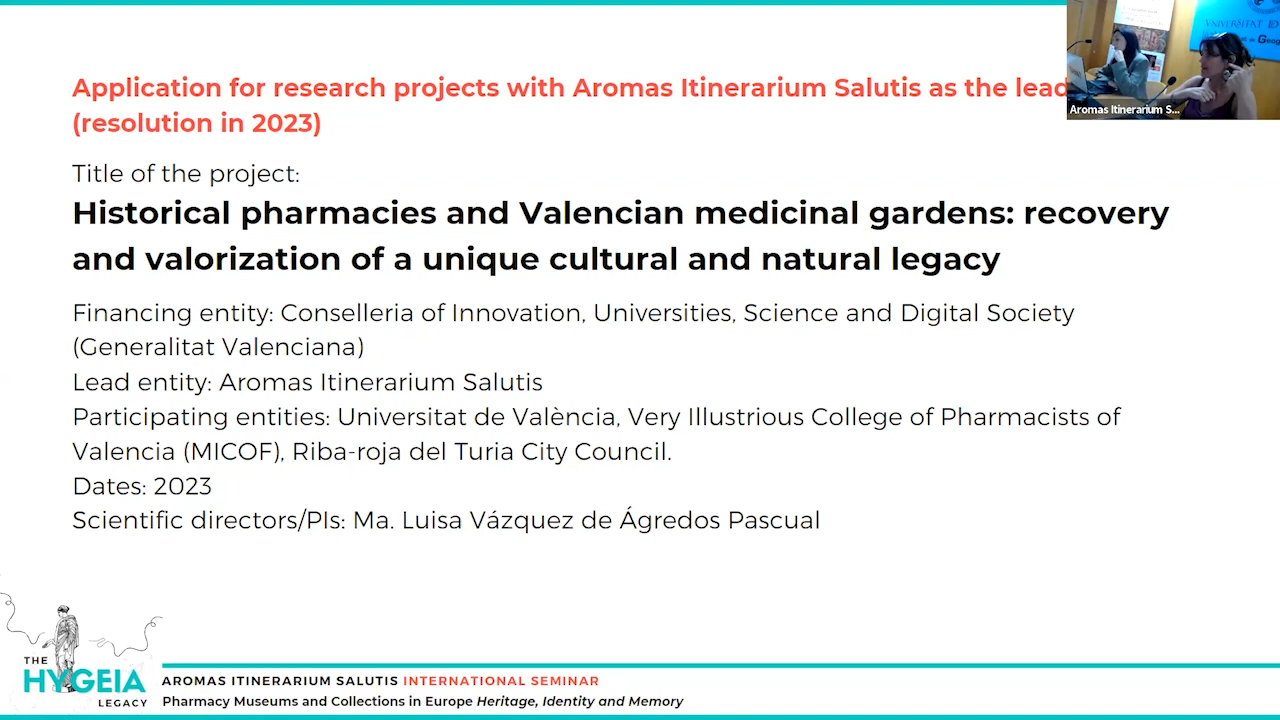 Application for research projects with Aromas Itinerarium Salutis as the lead
(resolution in 2023)
Title of the project:
Historical pharmacies and Valencian medicinal gardens: recovery
and valorization of a unique cultural and natural legacy
Financing entity: Conselleria of Innovation, Universities, Science and Digital Society
(Generalitat Valenciana)
Lead entity: Aromas Itinerarium Salutis
Participating entities: Universitat de València, Very Illustrious College of Pharmacists of
Valencia (MICOF), Riba-roja del Turia City Council.
Dates: 2023
Scientific directors/PIs: Ma. Luisa Vázquez de Ágredos Pascual
VNIVERSITAT
Aromas Itinerarium S...
THE
HYGEIA
LEGACY
AROMAS ITINERARIUM SALUTIS INTERNATIONAL SEMINAR
Pharmacy Museums and Collections in Europe Heritage, Identity and Memory